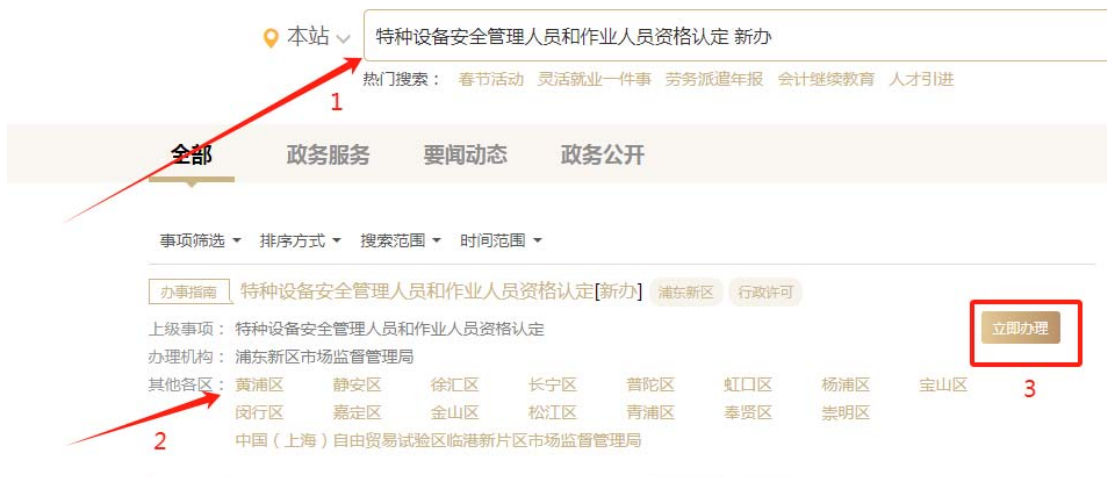 本站
特种设备安全管理人员和作业人员资格认定 新办
热门搜索： 春节活动 灵活就业一件事 劳务派遣年报 会计继续教育 人才引进
1
全部 政务服务 要闻动态 政务公开
事项筛选 排序方式 搜索范围 时间范围
办事指南 特种设备安全管理人员和作业人员资格认定[新办] 浦东新区 行政许可
上级事项： 特种设备安全管理人员和作业人员资格认定
立即办理
办理机构： 浦东新区市场监督管理局
其他各区： 黄浦区 静安区 徐汇区 长宁区 普陀区 虹口区 杨浦区 宝山区
3
闵行区 嘉定区 金山区 松江区 青浦区 奉贤区 崇明区
2
中国（上海）自由贸易试验区临港新片区市场监督管理局